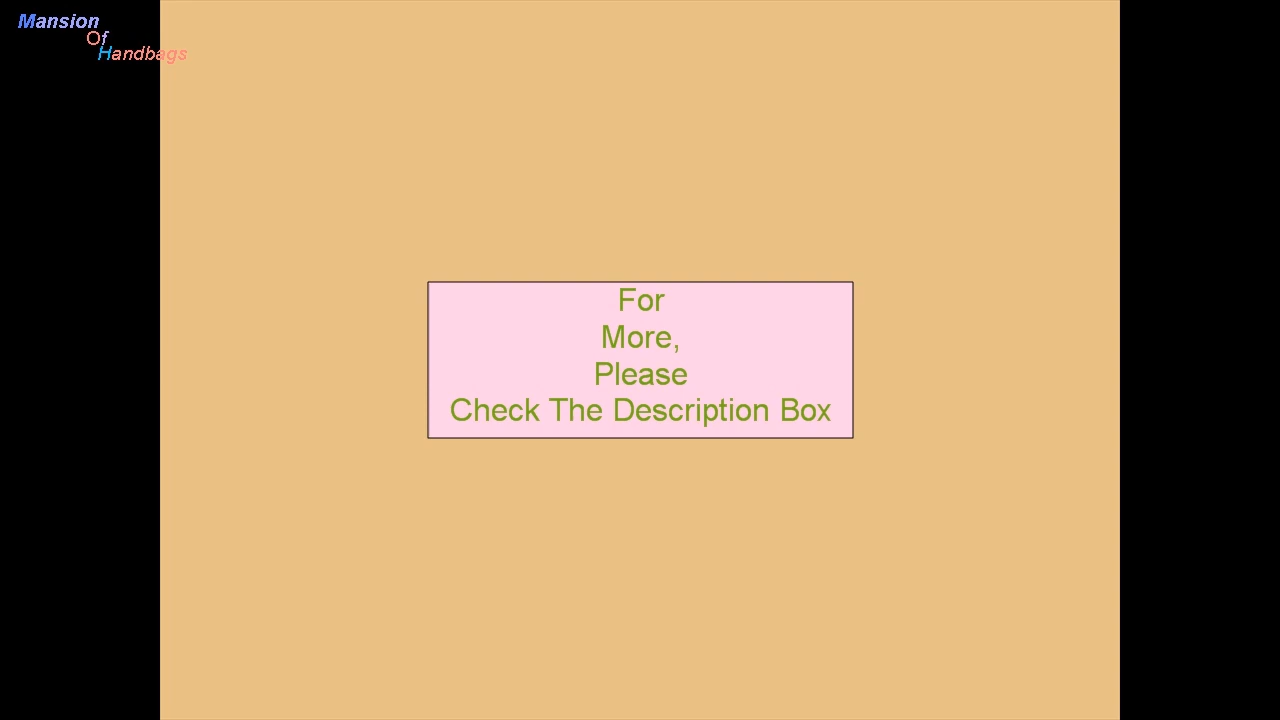 Mansion
Of
Handbags
For
More,
Please
Check The Description Box